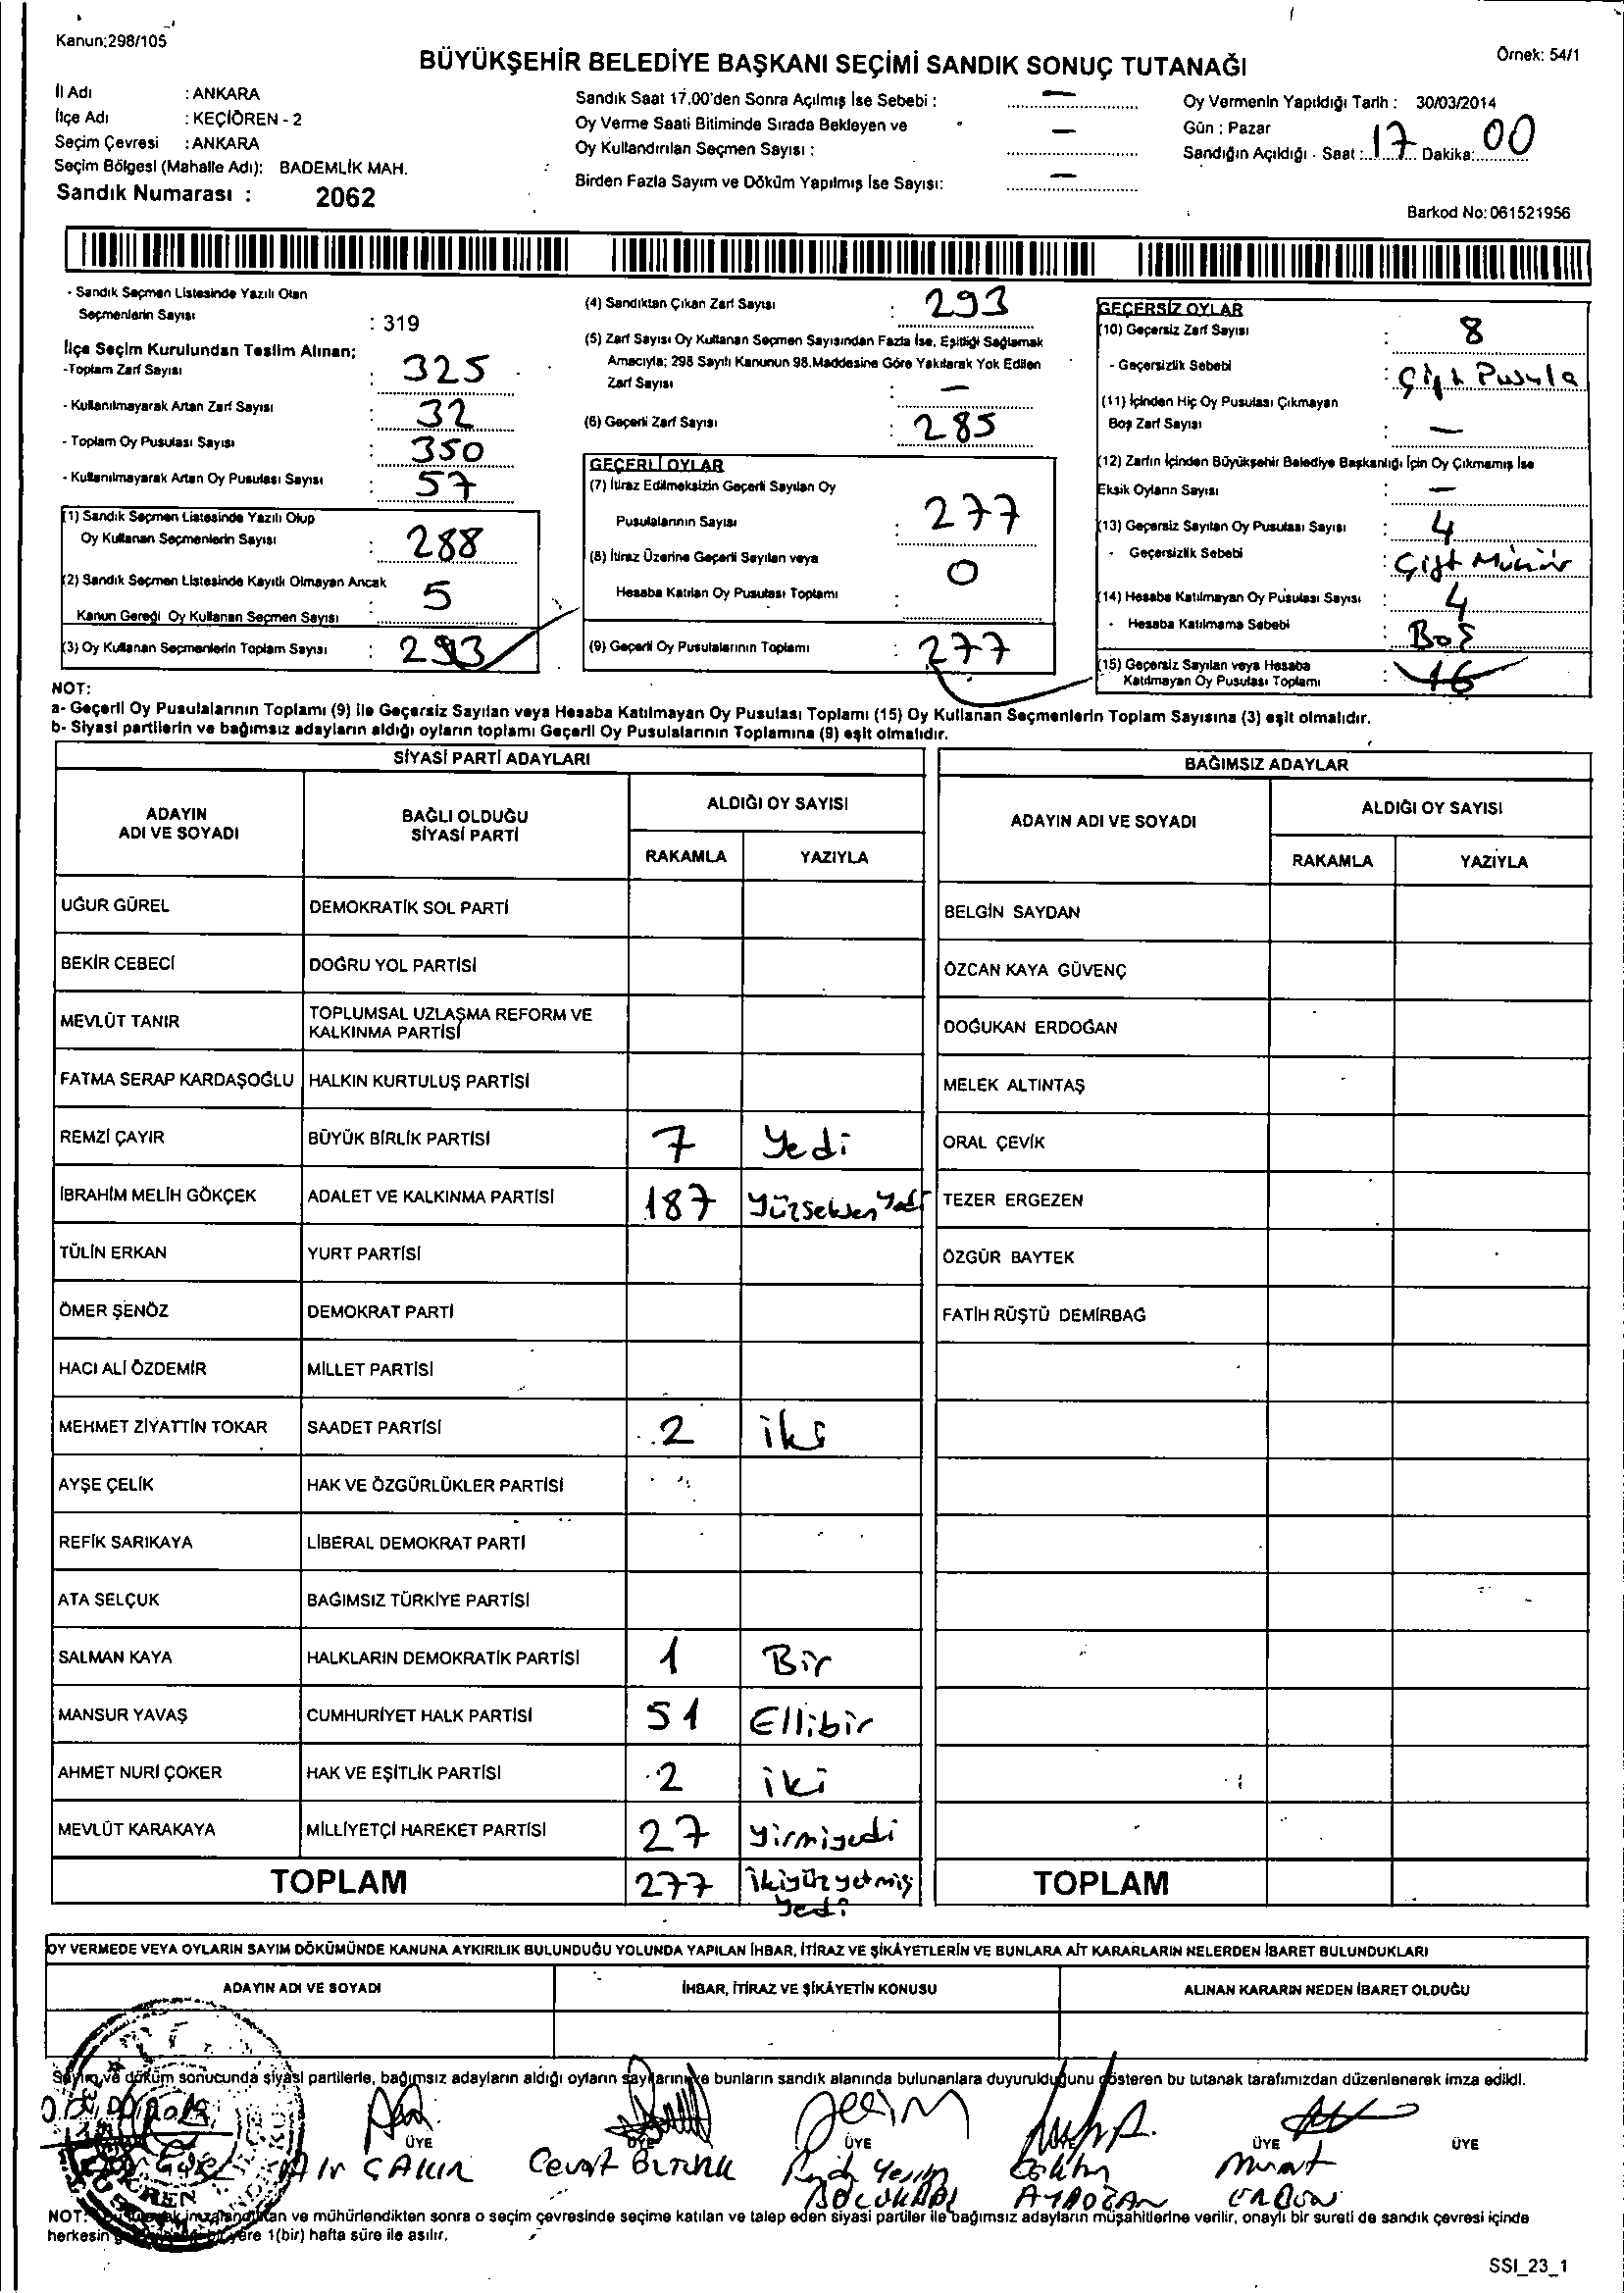 Kanun:298/105
Örnek: 54/1
BÜYÜKŞEHİR BELEDİYE BAŞKANI SEÇİMİ SANDIK SONUÇ TUTANAĞI
İl Adı : ANKARA
İlçe Adı : KEÇİÖREN - 2
Seçim Çevresi : ANKARA
Seçim Bölgesi (Mahalle Adı): BADEMLİK MAH.
Sandık Numarası : 2062
Sandık Saat 17.00'den Sonra Açılmış İse Sebebi : —
Oy Verme Saati Bitiminde Sırada Bekleyen ve
Oy Kullandırılan Seçmen Sayısı : —
Birden Fazla Sayım ve Döküm Yapılmış İse Sayısı: —
Oy Vermenin Yapıldığı Tarih : 30/03/2014
Gün : Pazar
Sandığın Açıldığı - Saat : 17 Dakika: 00
Barkod No: 061521956
- Sandık Seçmen Listesinde Yazılı Olan
Seçmenlerin Sayısı : 319
İlçe Seçim Kurulundan Teslim Alınan;
-Toplam Zarf Sayısı : 325
- Kullanılmayarak Artan Zarf Sayısı : 32
- Toplam Oy Pusulası Sayısı : 350
- Kullanılmayarak Artan Oy Pusulası Sayısı : 57
(1) Sandık Seçmen Listesinde Yazılı Olup
Oy Kullanan Seçmenlerin Sayısı : 288
(2) Sandık Seçmen Listesinde Kayıtlı Olmayan Ancak
Kanun Gereği Oy Kullanan Seçmen Sayısı : 5
(3) Oy Kullanan Seçmenlerin Toplam Sayısı : 293
(4) Sandıktan Çıkan Zarf Sayısı : 293
(5) Zarf Sayısı Oy Kullanan Seçmen Sayısından Fazla İse, Eşitliği Sağlamak
Amacıyla; 298 Sayılı Kanunun 98.Maddesine Göre Yakılarak Yok Edilen
Zarf Sayısı : —
(6) Geçerli Zarf Sayısı : 285
GEÇERLİ OYLAR
(7) İtiraz Edilmeksizin Geçerli Sayılan Oy
Pusulalarının Sayısı : 277
(8) İtiraz Üzerine Geçerli Sayılan veya
Hesaba Katılan Oy Pusulası Toplamı : 0
(9) Geçerli Oy Pusulalarının Toplamı : 277
GEÇERSİZ OYLAR
(10) Geçersiz Zarf Sayısı : 8
- Geçersizlik Sebebi : Çift Pusula
(11) İçinden Hiç Oy Pusulası Çıkmayan
Boş Zarf Sayısı : —
(12) Zarfın İçinden Büyükşehir Belediye Başkanlığı İçin Oy Çıkmamış İse
Eksik Oyların Sayısı : —
(13) Geçersiz Sayılan Oy Pusulası Sayısı : 4
- Geçersizlik Sebebi : Çift Mühür
(14) Hesaba Katılmayan Oy Pusulası Sayısı : 4
- Hesaba Katılmama Sebebi : Boş
(15) Geçersiz Sayılan veya Hesaba
Katılmayan Oy Pusulası Toplamı : 16
NOT:
a- Geçerli Oy Pusulalarının Toplamı (9) ile Geçersiz Sayılan veya Hesaba Katılmayan Oy Pusulası Toplamı (15) Oy Kullanan Seçmenlerin Toplam Sayısına (3) eşit olmalıdır.
b- Siyasi partilerin ve bağımsız adayların aldığı oyların toplamı Geçerli Oy Pusulalarının Toplamına (9) eşit olmalıdır.
SİYASİ PARTİ ADAYLARI
ADAYIN ADI VE SOYADI
BAĞLI OLDUĞU SİYASİ PARTİ
ALDIĞI OY SAYISI
RAKAMLA YAZIYLA
UĞUR GÜREL DEMOKRATİK SOL PARTİ
BEKİR CEBECİ DOĞRU YOL PARTİSİ
MEVLÜT TANIR TOPLUMSAL UZLAŞMA REFORM VE
KALKINMA PARTİSİ
FATMA SERAP KARDAŞOĞLU HALKIN KURTULUŞ PARTİSİ
REMZİ ÇAYIR BÜYÜK BİRLİK PARTİSİ 7 Yedi
İBRAHİM MELİH GÖKÇEK ADALET VE KALKINMA PARTİSİ 187 Yüzseksen Yedi
TÜLİN ERKAN YURT PARTİSİ
ÖMER ŞENÖZ DEMOKRAT PARTİ
HACI ALİ ÖZDEMİR MİLLET PARTİSİ
MEHMET ZİYATTİN TOKAR SAADET PARTİSİ 2 iki
AYŞE ÇELİK HAK VE ÖZGÜRLÜKLER PARTİSİ
REFİK SARIKAYA LİBERAL DEMOKRAT PARTİ
ATA SELÇUK BAĞIMSIZ TÜRKİYE PARTİSİ
SALMAN KAYA HALKLARIN DEMOKRATİK PARTİSİ 1 Bir
MANSUR YAVAŞ CUMHURİYET HALK PARTİSİ 51 Ellibir
AHMET NURİ ÇOKER HAK VE EŞİTLİK PARTİSİ 2 iki
MEVLÜT KARAKAYA MİLLİYETÇİ HAREKET PARTİSİ 27 yirmiyedi
TOPLAM 277 ikiyüzyetmiş
Yedi
BAĞIMSIZ ADAYLAR
ADAYIN ADI VE SOYADI
ALDIĞI OY SAYISI
RAKAMLA YAZIYLA
BELGİN SAYDAN
ÖZCAN KAYA GÜVENÇ
DOĞUKAN ERDOĞAN
MELEK ALTINTAŞ
ORAL ÇEVİK
TEZER ERGEZEN
ÖZGÜR BAYTEK
FATİH RÜŞTÜ DEMİRBAĞ
TOPLAM
OY VERMEDE VEYA OYLARIN SAYIM DÖKÜMÜNDE KANUNA AYKIRILIK BULUNDUĞU YOLUNDA YAPILAN İHBAR, İTİRAZ VE ŞİKÂYETLERİN VE BUNLARA AİT KARARLARIN NELERDEN İBARET BULUNDUKLARI
ADAYIN ADI VE SOYADI İHBAR, İTİRAZ VE ŞİKÂYETİN KONUSU ALINAN KARARIN NEDEN İBARET OLDUĞU
Sayım ve döküm sonucunda siyasi partilerle, bağımsız adayların aldığı oyların sayılarını ve bunların sandık alanında bulunanlara duyurulduğunu gösteren bu tutanak tarafımızdan düzenlenerek imza edildi.
ÜYE ÜYE ÜYE ÜYE ÜYE ÜYE
ÇAKIR Cevat Murat
AYDOĞAN
NOT: imzalandıktan ve mühürlendikten sonra o seçim çevresinde seçime katılan ve talep eden siyasi partiler ile bağımsız adayların müşahitlerine verilir, onaylı bir sureti de sandık çevresi içinde
herkesin yere 1(bir) hafta süre ile asılır.
SSI_23_1